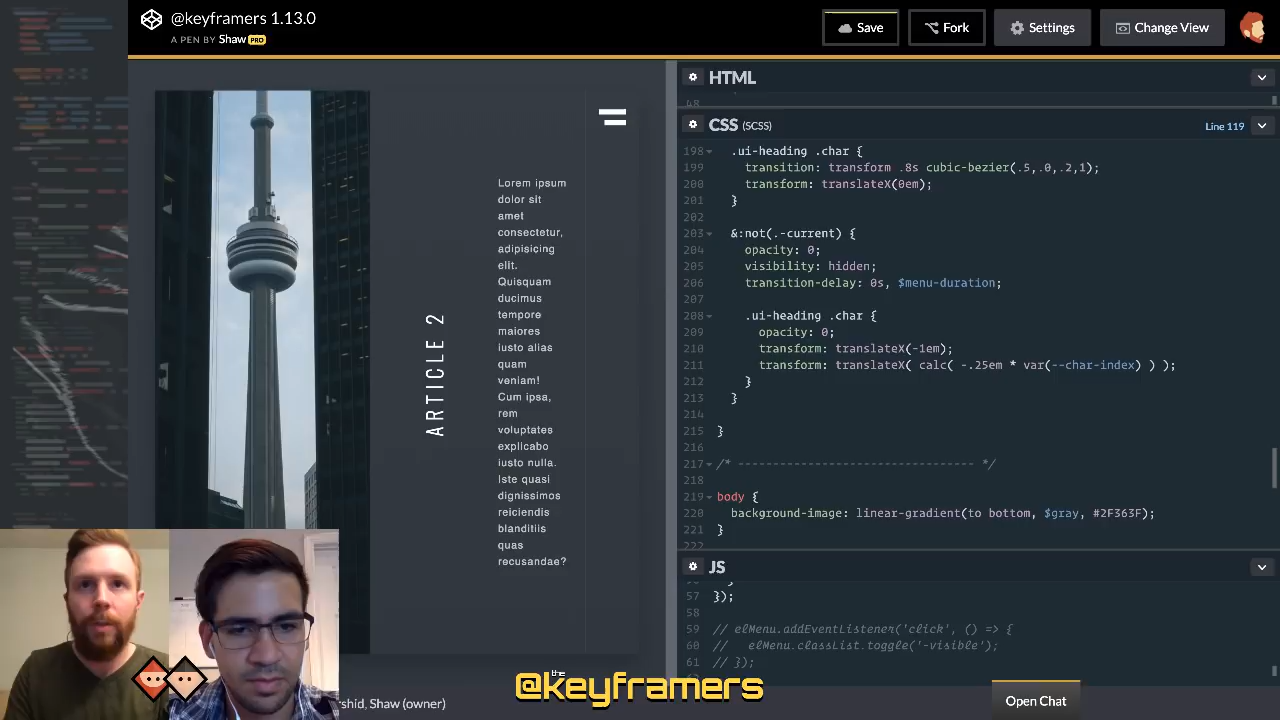 @keyframers 1.13.0
A PEN BY Shaw PRO
Save
Fork
Settings
Change View
HTML
48
CSS (SCSS)
Line 119
198 .ui-heading .char {
199 transition: transform .8s cubic-bezier(.5,.0,.2,1);
200 transform: translateX(0em);
201 }
202
203 &:not(.-current) {
204 opacity: 0;
205 visibility: hidden;
206 transition-delay: 0s, $menu-duration;
207
208 .ui-heading .char {
209 opacity: 0;
210 transform: translateX(-1em);
211 transform: translateX( calc( -.25em * var(--char-index) ) );
212 }
213 }
214
215 }
216
217 /* ---------------------------------- */
218
219 body {
220 background-image: linear-gradient(to bottom, $gray, #2F363F);
221 }
222
JS
57 });
58
59 // elMenu.addEventListener('click', () => {
60 // elMenu.classList.toggle('-visible');
61 // });
ARTICLE 2
Lorem ipsum
dolor sit
amet
consectetur,
adipisicing
elit.
Quisquam
ducimus
tempore
maiores
iusto alias
quam
veniam!
Cum ipsa,
rem
voluptates
explicabo
iusto nulla.
Iste quasi
dignissimos
reiciendis
blanditiis
quas
recusandae?
the
@keyframers
rshid, Shaw (owner)
Open Chat